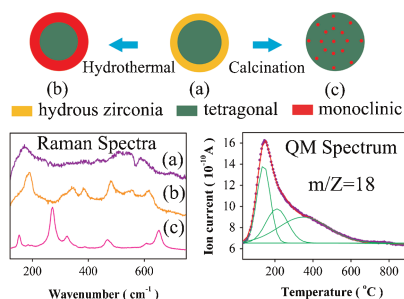 (b)
Hydrothermal
(a)
Calcination
(c)
hydrous zirconia
tetragonal
monoclinic
Raman Spectra
(a)
(b)
(c)
200
400
600
Wavenumber ( cm⁻¹)
Ion current ( 10⁻¹⁰A)
16
14
12
10
8
6
QM Spectrum
m/Z=18
0
200
400
600
800
Temperature ( °C)